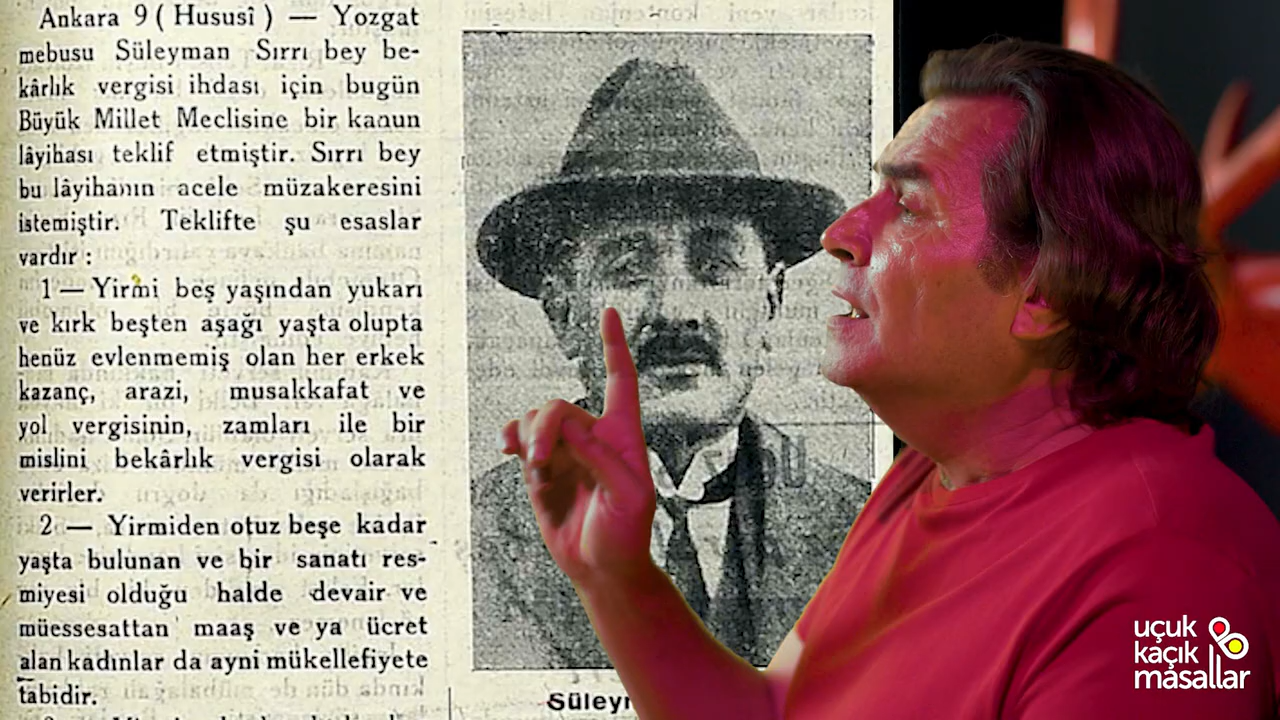 Ankara 9 ( Hususî ) — Yozgat
mebusu Süleyman Sırrı bey be-
kârlık vergisi ihdası için bugün
Büyük Millet Meclisine bir kanun
lâyihası teklif etmiştir. Sırrı bey
bu lâyihanın acele müzakeresini
istemiştir. Teklifte şu esaslar
vardır :
1 — Yirmi beş yaşından yukarı
ve kırk beşten aşağı yaşta olupta
henüz evlenmemiş olan her erkek
kazanç, arazi, musakkafat ve
yol vergisinin, zamları ile bir
mislini bekârlık vergisi olarak
verirler.
2 — Yirmiden otuz beşe kadar
yaşta bulunan ve bir sanatı res-
miyesi olduğu halde devair ve
müessesattan maaş ve ya ücret
alan kadınlar da ayni mükellefiyete
tabidir.
Süleyr
uçuk
kaçık
masallar